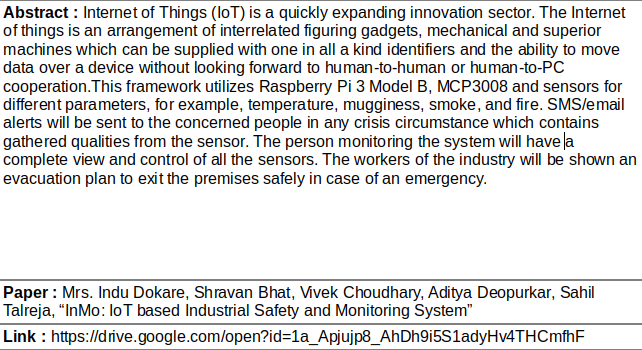 Abstract : Internet of Things (IoT) is a quickly expanding innovation sector. The Internet
of things is an arrangement of interrelated figuring gadgets, mechanical and superior
machines which can be supplied with one in all a kind identifiers and the ability to move
data over a device without looking forward to human-to-human or human-to-PC
cooperation.This framework utilizes Raspberry Pi 3 Model B, MCP3008 and sensors for
different parameters, for example, temperature, mugginess, smoke, and fire. SMS/email
alerts will be sent to the concerned people in any crisis circumstance which contains
gathered qualities from the sensor. The person monitoring the system will have a
complete view and control of all the sensors. The workers of the industry will be shown an
evacuation plan to exit the premises safely in case of an emergency.
Paper : Mrs. Indu Dokare, Shravan Bhat, Vivek Choudhary, Aditya Deopurkar, Sahil
Talreja, “InMo: IoT based Industrial Safety and Monitoring System”
Link : https://drive.google.com/open?id=1a_Apjujp8_AhDh9i5S1adyHv4THCmfhF